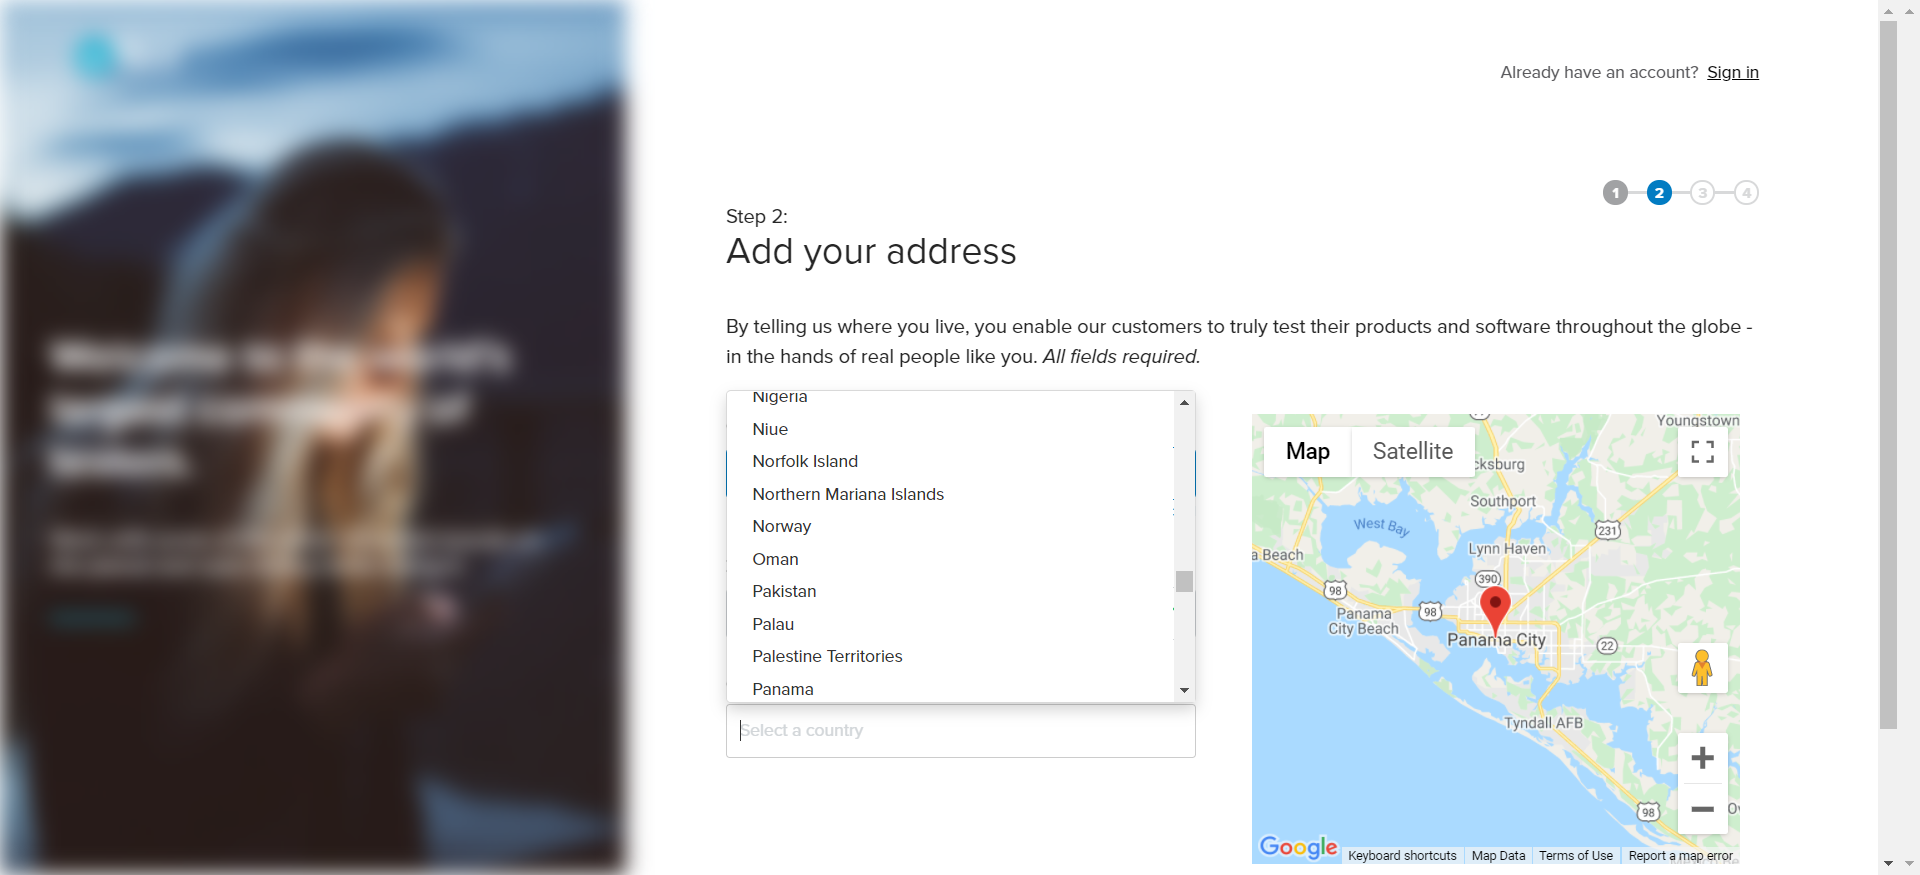 Already have an account? Sign in
1 2 3 4
Step 2:
Add your address
By telling us where you live, you enable our customers to truly test their products and software throughout the globe -
in the hands of real people like you. All fields required.
Nigeria
Niue
Norfolk Island
Northern Mariana Islands
Norway
Oman
Pakistan
Palau
Palestine Territories
Panama
Select a country
Youngstown
Map Satellite
cksburg
Southport
West Bay
231
Lynn Haven
a Beach
390
98
98
Panama
City Beach
Panama City
22
Tyndall AFB
98
Google
Keyboard shortcuts Map Data Terms of Use Report a map error